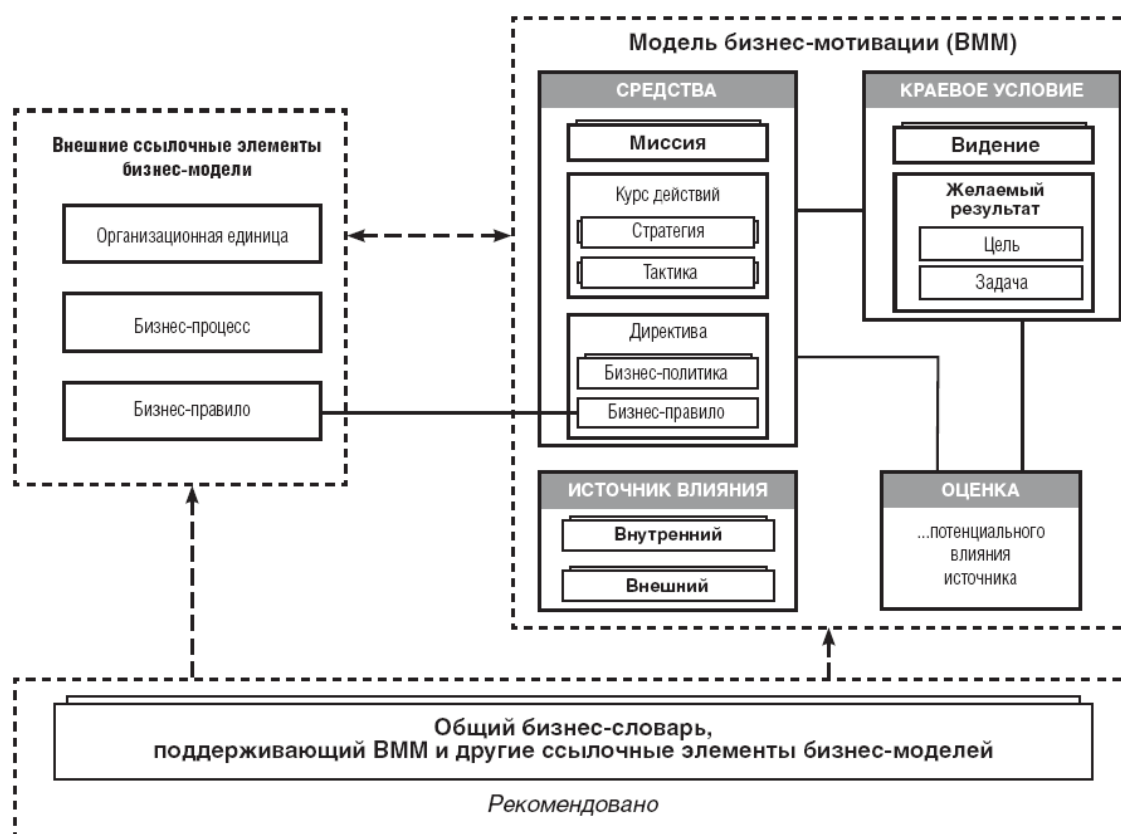 Модель бизнес-мотивации (ВММ)
Внешние ссылочные элементы
бизнес-модели
Организационная единица
Бизнес-процесс
Бизнес-правило
СРЕДСТВА
Миссия
Курс действий
Стратегия
Тактика
Директива
Бизнес-политика
Бизнес-правило
КРАЕВОЕ УСЛОВИЕ
Видение
Желаемый
результат
Цель
Задача
ИСТОЧНИК ВЛИЯНИЯ
Внутренний
Внешний
ОЦЕНКА
...потенциального
влияния
источника
Общий бизнес-словарь,
поддерживающий ВММ и другие ссылочные элементы бизнес-моделей
Рекомендовано